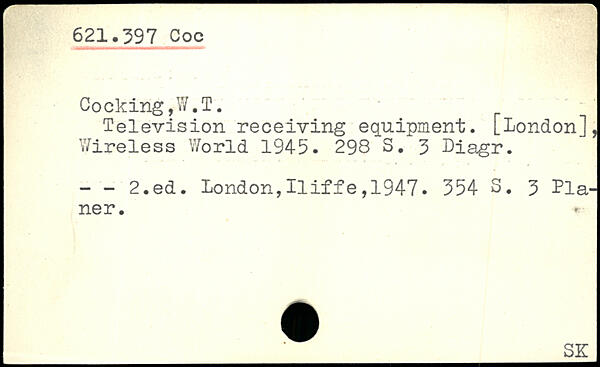 621.397 Coc
Cocking,W.T.
Television receiving equipment. [London],
Wireless World 1945. 298 S. 3 Diagr.
- - 2.ed. London,Iliffe,1947. 354 S. 3 Pla-
ner.
SK